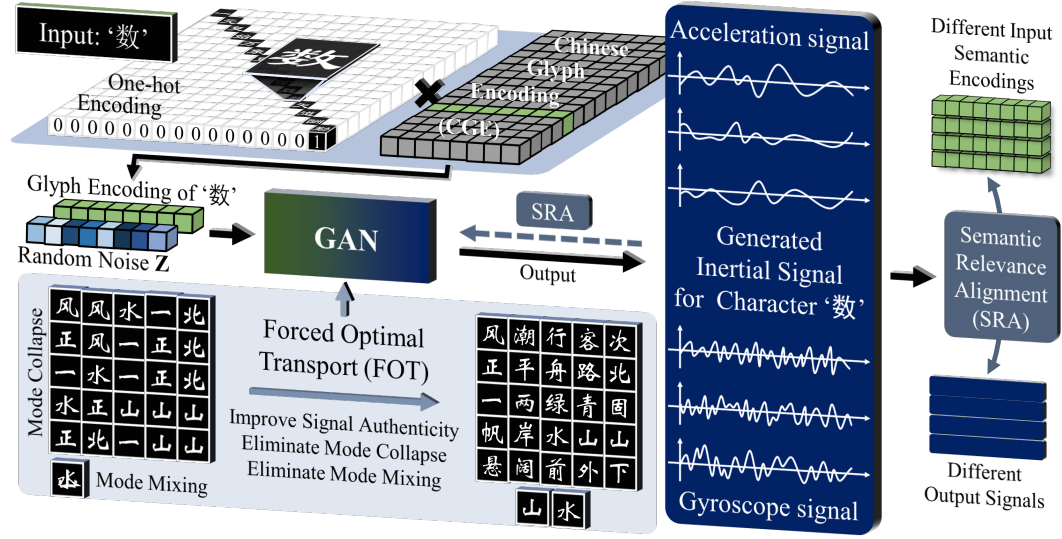 Input: ‘数’
数
One-hot
Encoding
0 0 0 0 0 0 0 0 0 0 0 0 0 0 0 1
Chinese
Glyph
Encoding
(CGE)
Glyph Encoding of ‘数’
Random Noise Z
GAN
SRA
Output
Mode Collapse
风 风 水 一 北
正 风 一 正 北
一 水 一 正 北
水 正 山 山 山
正 北 一 山 山
Mode Mixing
Forced Optimal
Transport (FOT)
Improve Signal Authenticity
Eliminate Mode Collapse
Eliminate Mode Mixing
风 潮 行 客 次
正 平 舟 路 北
一 两 绿 青 固
帆 岸 水 山 山
悬 阔 前 外 下
山 水
Acceleration signal
Generated
Inertial Signal
for Character ‘数’
Gyroscope signal
Different Input
Semantic
Encodings
Semantic
Relevance
Alignment
(SRA)
Different
Output Signals